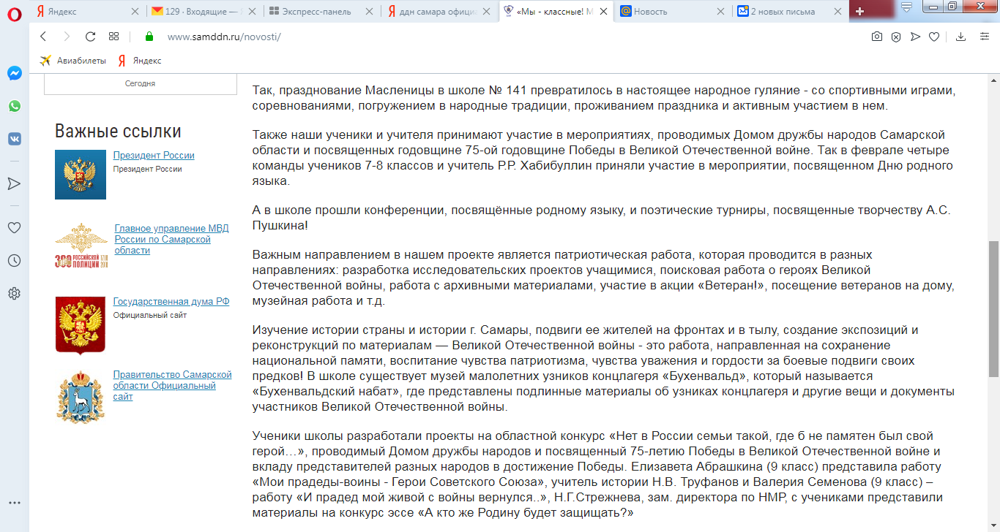 Яндекс
129 · Входящие —
Экспресс-панель
ддн самара офици
«Мы - классные! М
Новость
2 новых письма
www.samddn.ru/novosti/
Авиабилеты
Яндекс
Сегодня
Важные ссылки
Президент России
Президент России
Главное управление МВД
России по Самарской
области
300 РОССИЙСКОЙ ПОЛИЦИИ 1718 2018
Государственная дума РФ
Официальный сайт
Правительство Самарской
области Официальный
сайт
Так, празднование Масленицы в школе № 141 превратилось в настоящее народное гуляние - со спортивными играми,
соревнованиями, погружением в народные традиции, проживанием праздника и активным участием в нем.
Также наши ученики и учителя принимают участие в мероприятиях, проводимых Домом дружбы народов Самарской
области и посвященных годовщине 75-ой годовщине Победы в Великой Отечественной войне. Так в феврале четыре
команды учеников 7-8 классов и учитель Р.Р. Хабибуллин приняли участие в мероприятии, посвященном Дню родного
языка.
А в школе прошли конференции, посвящённые родному языку, и поэтические турниры, посвященные творчеству А.С.
Пушкина!
Важным направлением в нашем проекте является патриотическая работа, которая проводится в разных
направлениях: разработка исследовательских проектов учащимися, поисковая работа о героях Великой
Отечественной войны, работа с архивными материалами, участие в акции «Ветеран!», посещение ветеранов на дому,
музейная работа и т.д.
Изучение истории страны и истории г. Самары, подвиги ее жителей на фронтах и в тылу, создание экспозиций и
реконструкций по материалам — Великой Отечественной войны - это работа, направленная на сохранение
национальной памяти, воспитание чувства патриотизма, чувства уважения и гордости за боевые подвиги своих
предков! В школе существует музей малолетних узников концлагеря «Бухенвальд», который называется
«Бухенвальдский набат», где представлены подлинные материалы об узниках концлагеря и другие вещи и документы
участников Великой Отечественной войны.
Ученики школы разработали проекты на областной конкурс «Нет в России семьи такой, где б не памятен был свой
герой…», проводимый Домом дружбы народов и посвященный 75-летию Победы в Великой Отечественной войне и
вкладу представителей разных народов в достижение Победы. Елизавета Абрашкина (9 класс) представила работу
«Мои прадеды-воины - Герои Советского Союза», учитель истории Н.В. Труфанов и Валерия Семенова (9 класс) –
работу «И прадед мой живой с войны вернулся..», Н.Г.Стрежнева, зам. директора по НМР, с учениками представили
материалы на конкурс эссе «А кто же Родину будет защищать?»